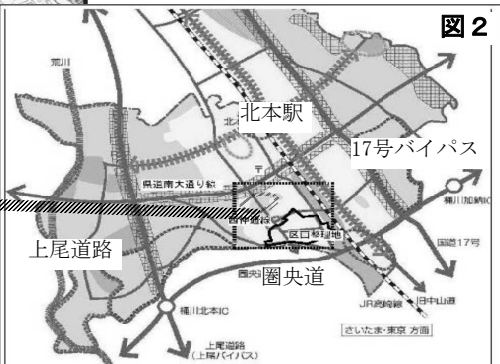 図2
荒川
北本駅
17号バイパス
県道南大通り線
桶川加納IC
区画整理地
国道17号
上尾道路
圏央道
JR高崎線
旧中山道
桶川北本IC
さいたま・東京 方面
上尾道路
(上尾バイパス)